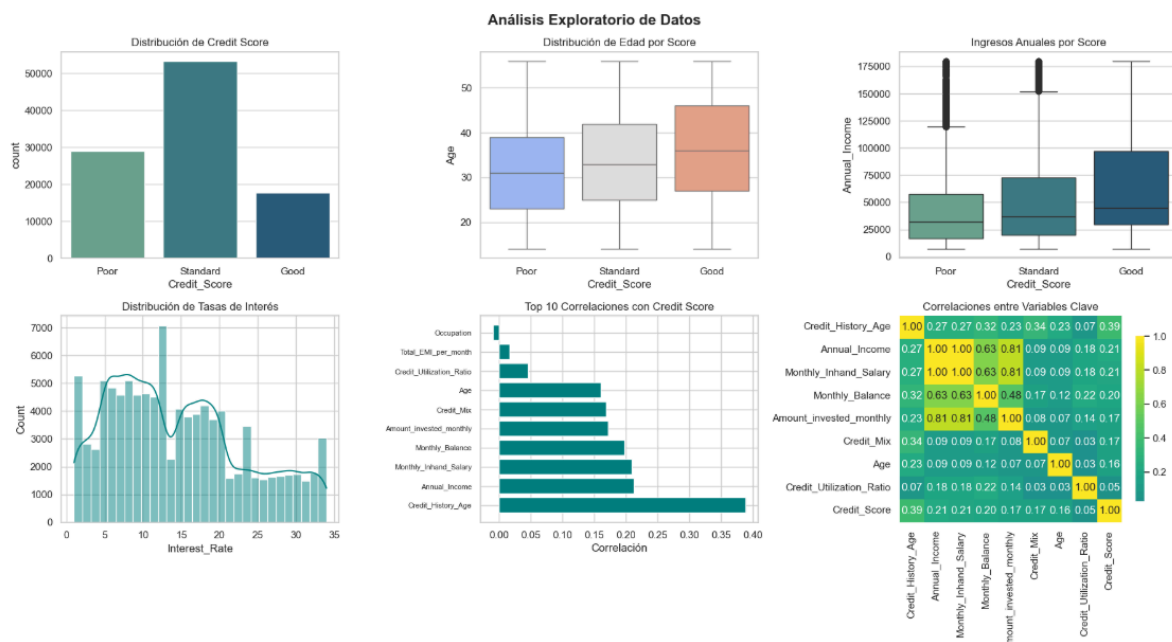 Análisis Exploratorio de Datos
Distribución de Credit Score
50000
40000
30000
20000
10000
0
count
Poor Standard Good
Credit_Score
Distribución de Edad por Score
50
40
30
20
Age
Poor Standard Good
Credit_Score
Ingresos Anuales por Score
175000
150000
125000
100000
75000
50000
25000
0
Annual_Income
Poor Standard Good
Credit_Score
Distribución de Tasas de Interés
7000
6000
5000
4000
3000
2000
1000
0
Count
0 5 10 15 20 25 30 35
Interest_Rate
Top 10 Correlaciones con Credit Score
Occupation
Total_EMI_per_month
Credit_Utilization_Ratio
Age
Credit_Mix
Amount_invested_monthly
Monthly_Balance
Monthly_Inhand_Salary
Annual_Income
Credit_History_Age
0.00 0.05 0.10 0.15 0.20 0.25 0.30 0.35 0.40
Correlación
Correlaciones entre Variables Clave
Credit_History_Age 1.00 0.27 0.27 0.32 0.23 0.34 0.23 0.07 0.39
Annual_Income 0.27 1.00 1.00 0.63 0.81 0.09 0.09 0.18 0.21
Monthly_Inhand_Salary 0.27 1.00 1.00 0.63 0.81 0.09 0.09 0.18 0.21
Monthly_Balance 0.32 0.63 0.63 1.00 0.48 0.17 0.12 0.22 0.20
Amount_invested_monthly 0.23 0.81 0.81 0.48 1.00 0.08 0.07 0.14 0.17
Credit_Mix 0.34 0.09 0.09 0.17 0.08 1.00 0.07 0.03 0.17
Age 0.23 0.09 0.09 0.12 0.07 0.07 1.00 0.03 0.16
Credit_Utilization_Ratio 0.07 0.18 0.18 0.22 0.14 0.03 0.03 1.00 0.05
Credit_Score 0.39 0.21 0.21 0.20 0.17 0.17 0.16 0.05 1.00
Credit_History_Age
Annual_Income
Monthly_Inhand_Salary
Monthly_Balance
Amount_invested_monthly
Credit_Mix
Age
Credit_Utilization_Ratio
Credit_Score
1.0
0.8
0.6
0.4
0.2